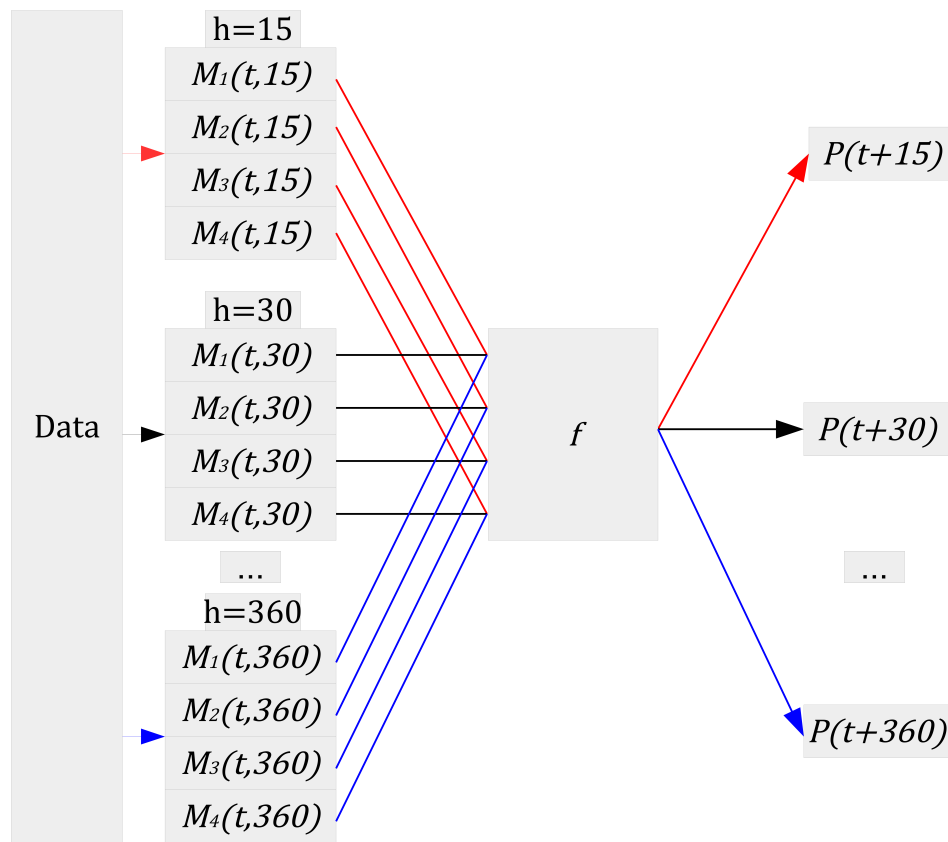 Data
h=15
M₁(t,15)
M₂(t,15)
M₃(t,15)
M₄(t,15)
h=30
M₁(t,30)
M₂(t,30)
M₃(t,30)
M₄(t,30)
...
h=360
M₁(t,360)
M₂(t,360)
M₃(t,360)
M₄(t,360)
f
P(t+15)
P(t+30)
...
P(t+360)